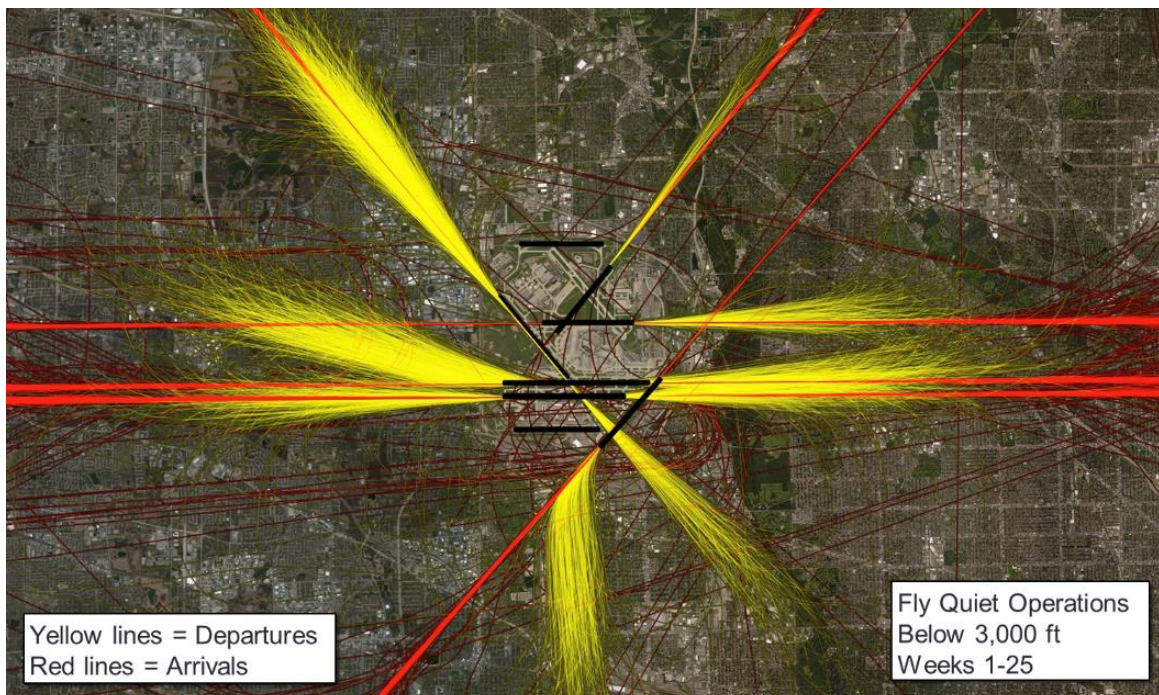 Yellow lines = Departures
Red lines = Arrivals
Fly Quiet Operations
Below 3,000 ft
Weeks 1-25